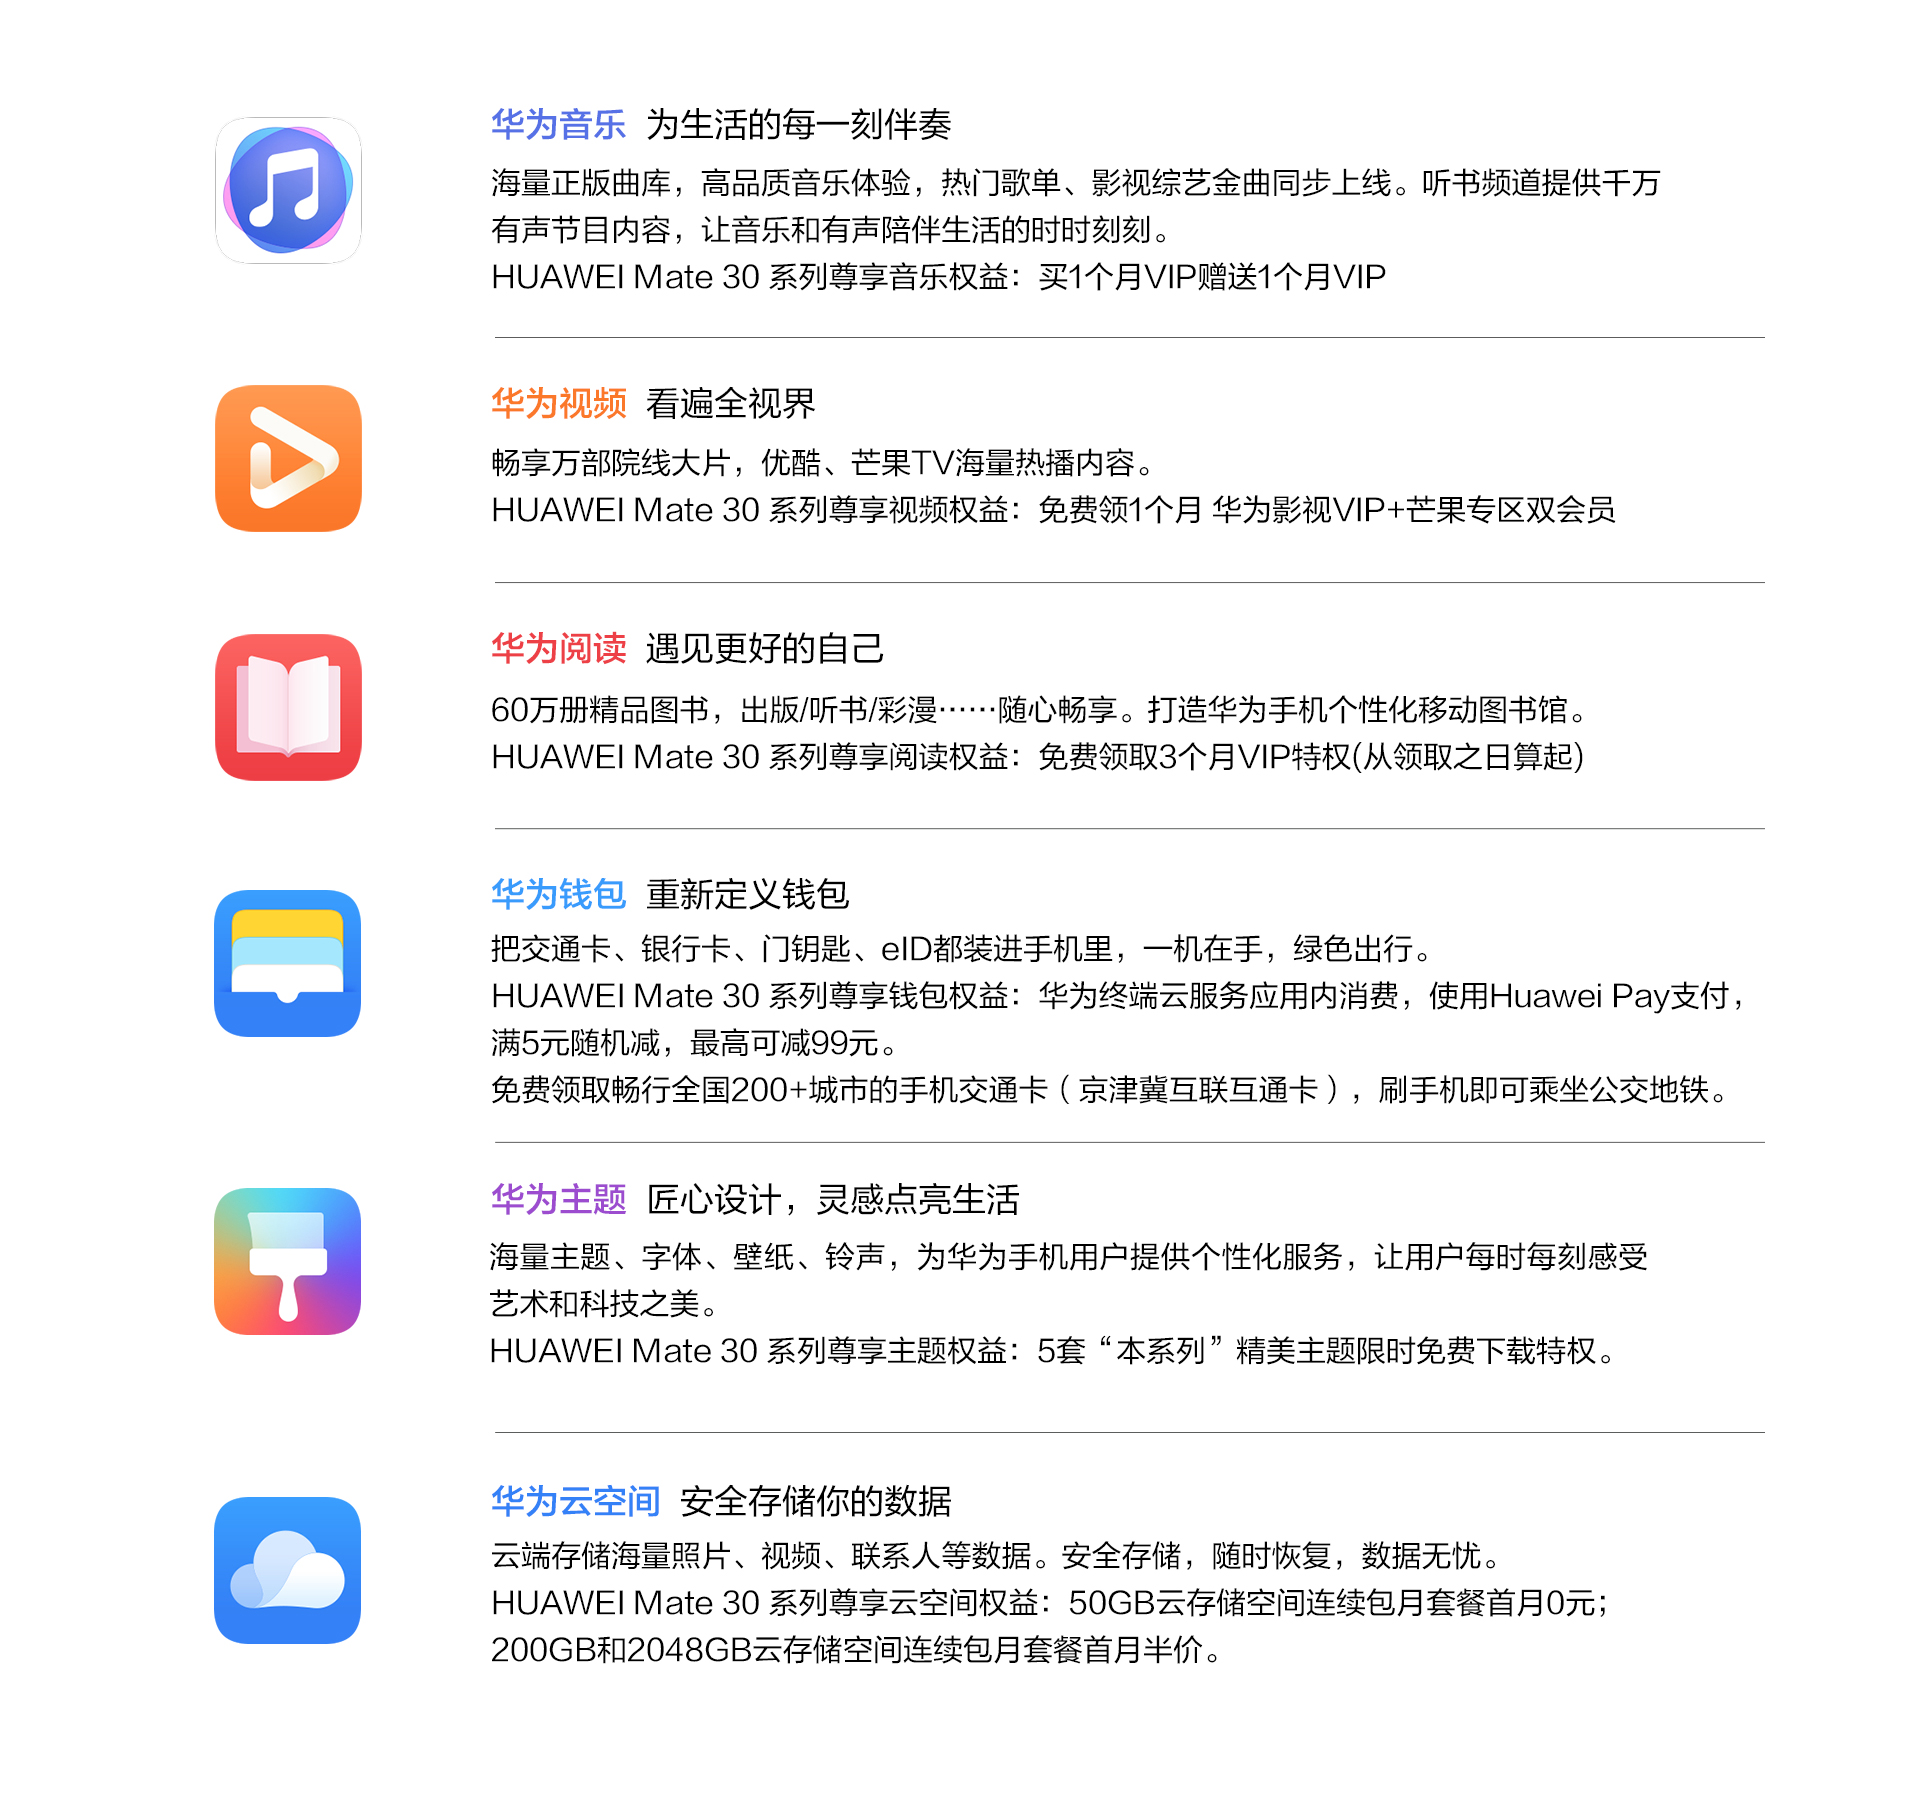 华为音乐 为生活的每一刻伴奏
海量正版曲库，高品质音乐体验，热门歌单、影视综艺金曲同步上线。听书频道提供千万
有声节目内容，让音乐和有声陪伴生活的时时刻刻。
HUAWEI Mate 30 系列尊享音乐权益：买1个月VIP赠送1个月VIP
华为视频 看遍全视界
畅享万部院线大片，优酷、芒果TV海量热播内容。
HUAWEI Mate 30 系列尊享视频权益：免费领1个月 华为影视VIP+芒果专区双会员
华为阅读 遇见更好的自己
60万册精品图书，出版/听书/彩漫……随心畅享。打造华为手机个性化移动图书馆。
HUAWEI Mate 30 系列尊享阅读权益：免费领取3个月VIP特权(从领取之日算起)
华为钱包 重新定义钱包
把交通卡、银行卡、门钥匙、eID都装进手机里，一机在手，绿色出行。
HUAWEI Mate 30 系列尊享钱包权益：华为终端云服务应用内消费，使用Huawei Pay支付，
满5元随机减，最高可减99元。
免费领取畅行全国200+城市的手机交通卡（京津冀互联互通卡），刷手机即可乘坐公交地铁。
华为主题 匠心设计，灵感点亮生活
海量主题、字体、壁纸、铃声，为华为手机用户提供个性化服务，让用户每时每刻感受
艺术和科技之美。
HUAWEI Mate 30 系列尊享主题权益：5套“本系列”精美主题限时免费下载特权。
华为云空间 安全存储你的数据
云端存储海量照片、视频、联系人等数据。安全存储，随时恢复，数据无忧。
HUAWEI Mate 30 系列尊享云空间权益：50GB云存储空间连续包月套餐首月0元；
200GB和2048GB云存储空间连续包月套餐首月半价。